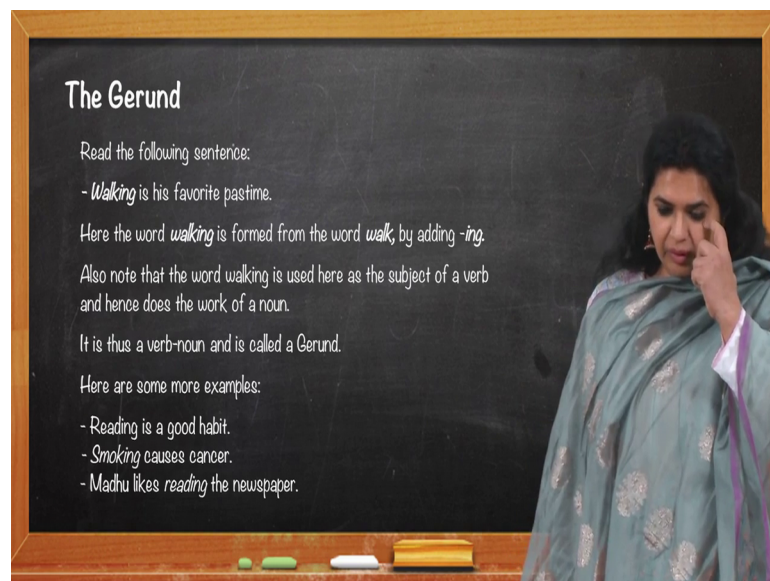 The Gerund
Read the following sentence:
- Walking is his favorite pastime.
Here the word walking is formed from the word walk, by adding -ing.
Also note that the word walking is used here as the subject of a verb
and hence does the work of a noun.
It is thus a verb-noun and is called a Gerund.
Here are some more examples:
- Reading is a good habit.
- Smoking causes cancer.
- Madhu likes reading the newspaper.